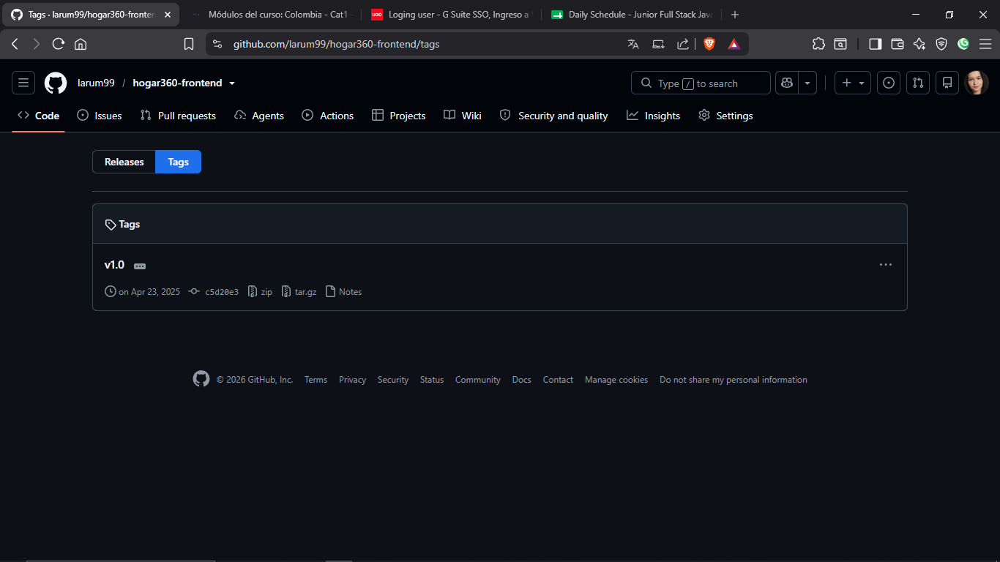 Tags · larum99/hogar360-fronten
Módulos del curso: Colombia - Cat1 -
UGO Loging user - G Suite SSO, Ingreso a
Daily Schedule - Junior Full Stack Java
github.com/larum99/hogar360-frontend/tags
larum99 / hogar360-frontend
Type / to search
Code Issues Pull requests Agents Actions Projects Wiki Security and quality Insights Settings
Releases Tags
Tags
v1.0
on Apr 23, 2025 c5d20e3 zip tar.gz Notes
© 2026 GitHub, Inc. Terms Privacy Security Status Community Docs Contact Manage cookies Do not share my personal information